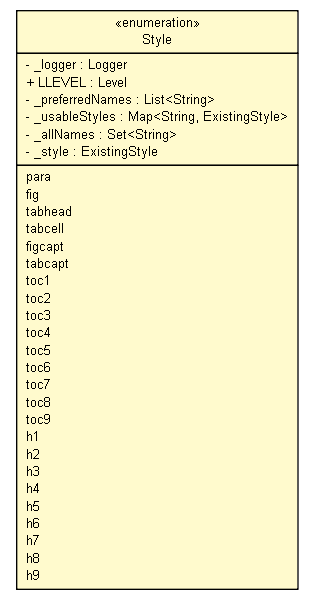 «enumeration»
Style
- _logger : Logger
+ LLEVEL : Level
- _preferredNames : List<String>
- _usableStyles : Map<String, ExistingStyle>
- _allNames : Set<String>
- _style : ExistingStyle
para
fig
tabhead
tabcell
figcapt
tabcapt
toc1
toc2
toc3
toc4
toc5
toc6
toc7
toc8
toc9
h1
h2
h3
h4
h5
h6
h7
h8
h9